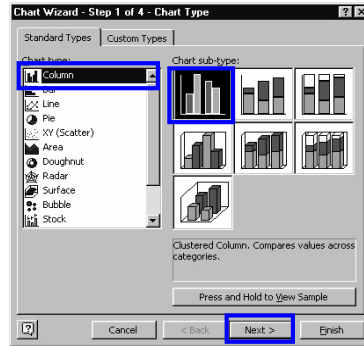 Chart Wizard - Step 1 of 4 - Chart Type
Standard Types
Custom Types
Chart type:
Column
Bar
Line
Pie
XY (Scatter)
Area
Doughnut
Radar
Surface
Bubble
Stock
Chart sub-type:
Clustered Column. Compares values across
categories.
Press and Hold to View Sample
Cancel
< Back
Next >
Finish